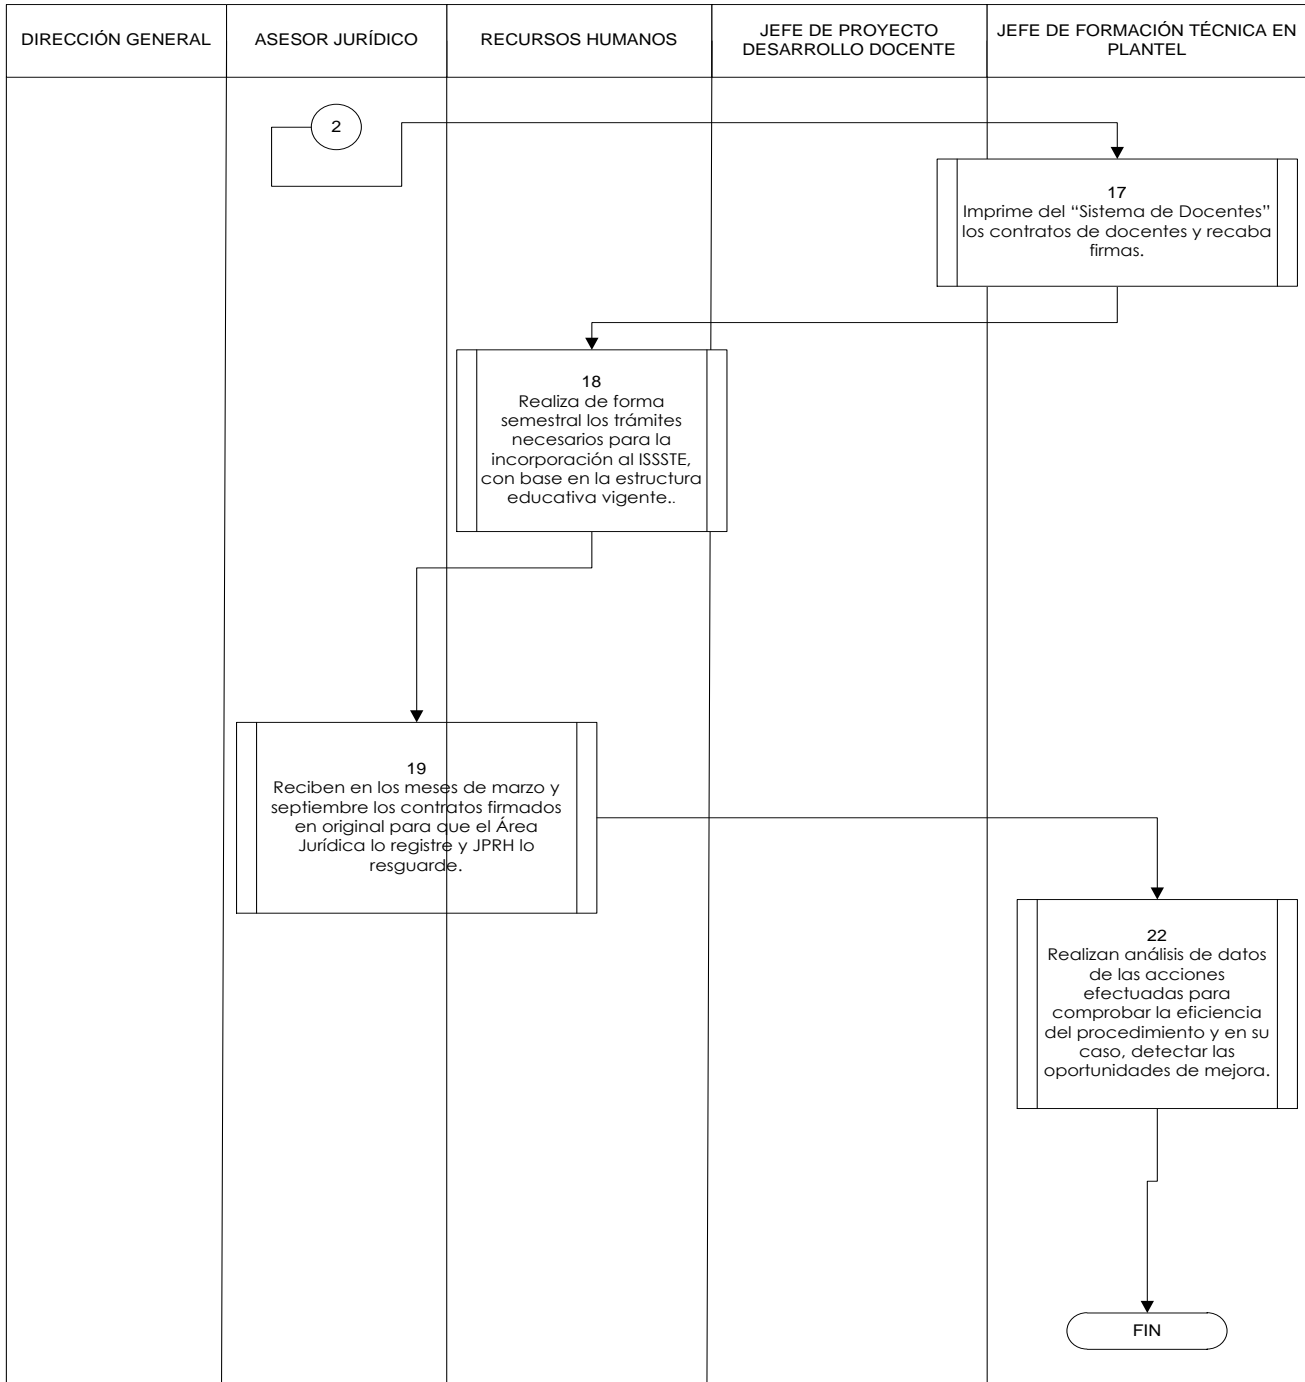 DIRECCIÓN GENERAL
ASESOR JURÍDICO
RECURSOS HUMANOS
JEFE DE PROYECTO
DESARROLLO DOCENTE
JEFE DE FORMACIÓN TÉCNICA EN
PLANTEL
2
17
Imprime del “Sistema de Docentes”
los contratos de docentes y recaba
firmas.
18
Realiza de forma
semestral los trámites
necesarios para la
incorporación al ISSSTE,
con base en la estructura
educativa vigente..
19
Reciben en los meses de marzo y
septiembre los contratos firmados
en original para que el Área
Jurídica lo registre y JPRH lo
resguarde.
22
Realizan análisis de datos
de las acciones
efectuadas para
comprobar la eficiencia
del procedimiento y en su
caso, detectar las
oportunidades de mejora.
FIN